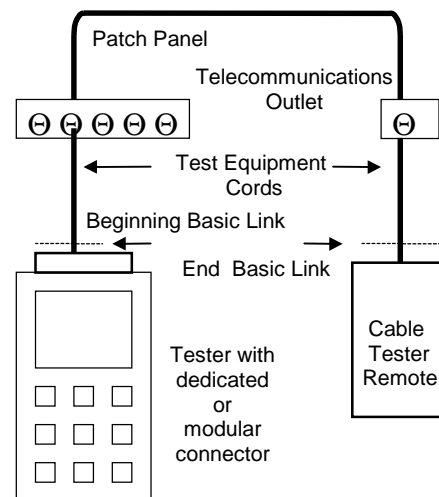 Patch Panel
Telecommunications
Outlet
Θ Θ Θ Θ Θ
Θ
Test Equipment
Cords
Beginning Basic Link
End Basic Link
Tester with
dedicated
or
modular
connector
Cable
Tester
Remote